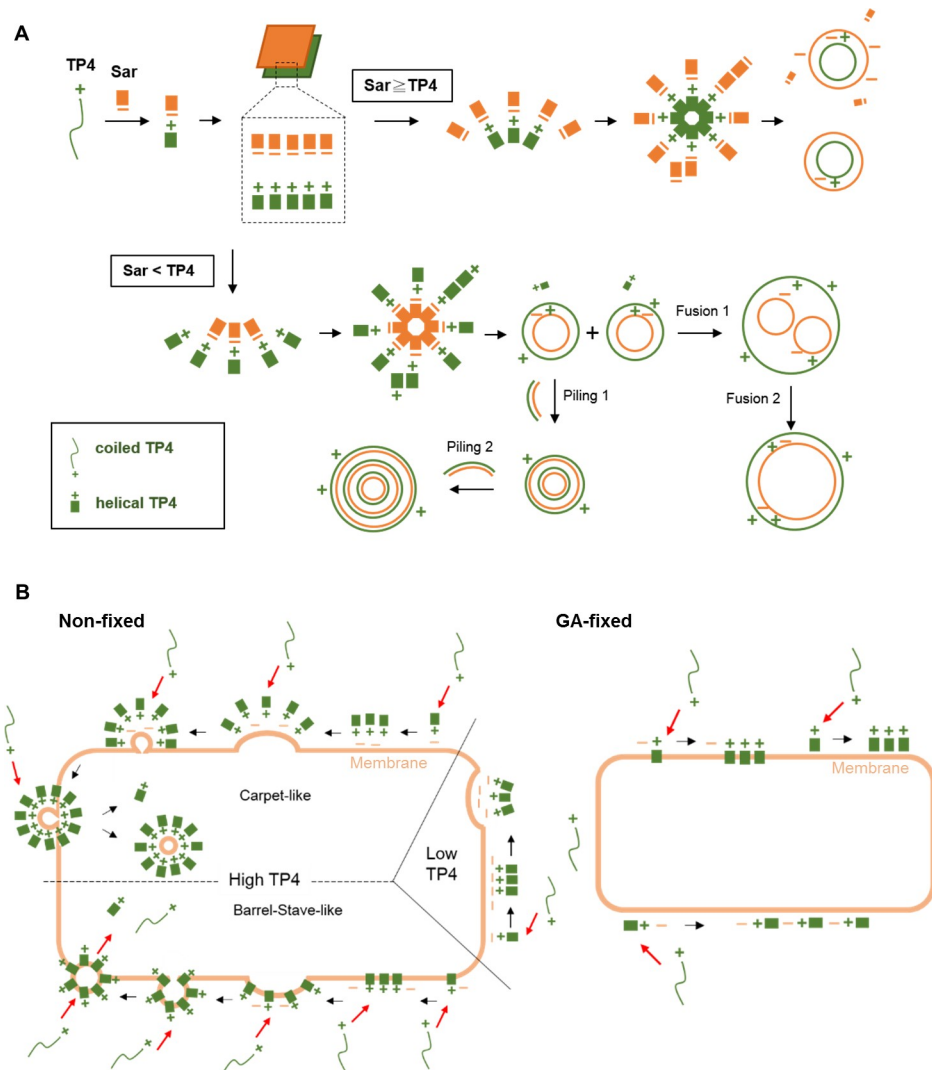 A
TP4
Sar
Sar ≧ TP4
Sar < TP4
Fusion 1
Piling 1
Fusion 2
Piling 2
coiled TP4
helical TP4
B
Non-fixed
GA-fixed
Membrane
Membrane
Carpet-like
Low
TP4
High TP4
Barrel-Stave-like